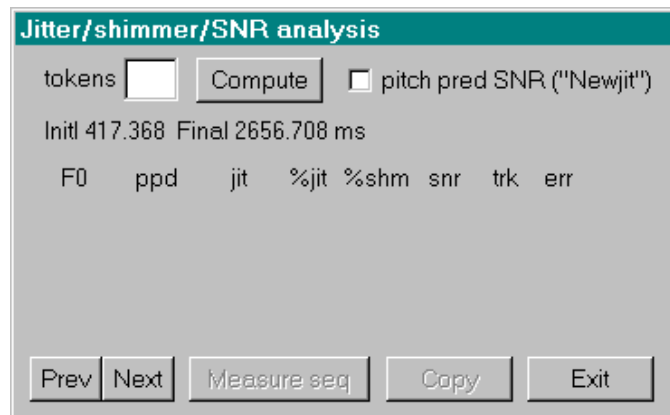 Jitter/shimmer/SNR analysis
tokens Compute pitch pred SNR ("Newjit")
Initl 417.368 Final 2656.708 ms
F0 ppd jit %jit %shm snr trk err
Prev Next Measure seq Copy Exit